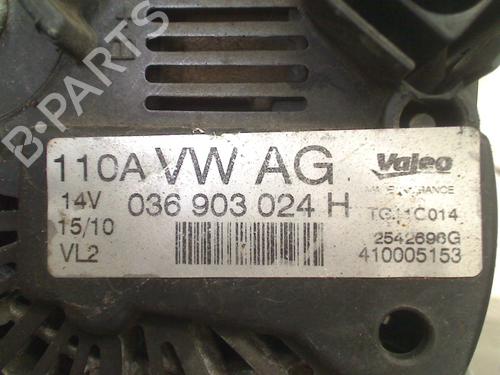 B-PARTS
110A VW AG Valeo
14V 036 903 024 H MADE IN FRANCE
15/10 TG11C014
VL2 2542696G
410005153